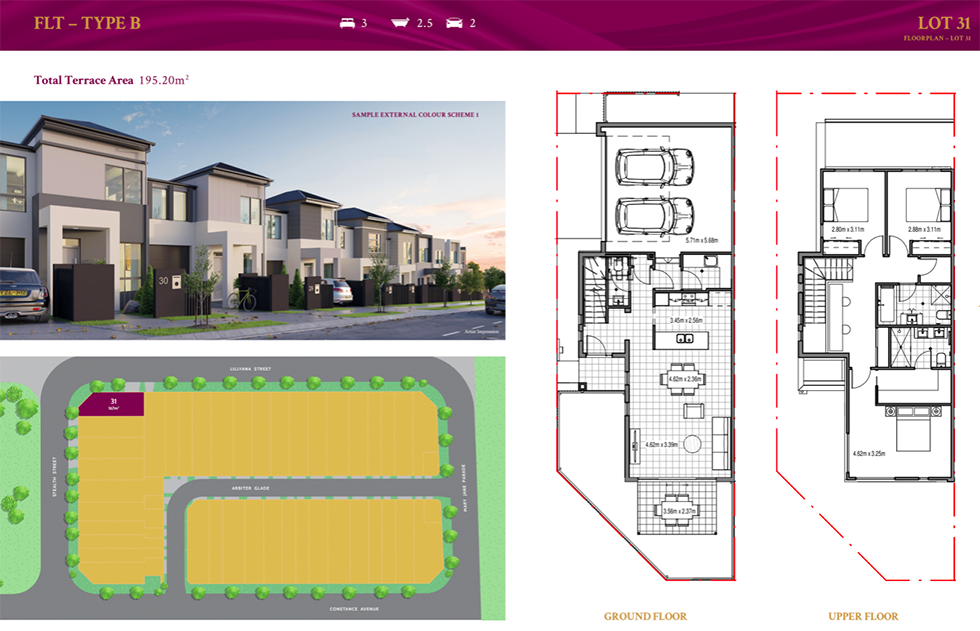 FLT – TYPE B
3 2.5 2
LOT 31
FLOORPLAN – LOT 31
Total Terrace Area 195.20m²
SAMPLE EXTERNAL COLOUR SCHEME 1
30
Artist Impression
LILLYANA STREET
31
STEALTH STREET
ARBITER GLADE
MARY JANE PARADE
CONSTANCE AVENUE
5.71m x 5.68m
3.45m x 2.56m
4.62m x 2.36m
4.62m x 3.39m
3.56m x 2.37m
GROUND FLOOR
2.80m x 3.11m
2.88m x 3.11m
4.62m x 3.25m
UPPER FLOOR